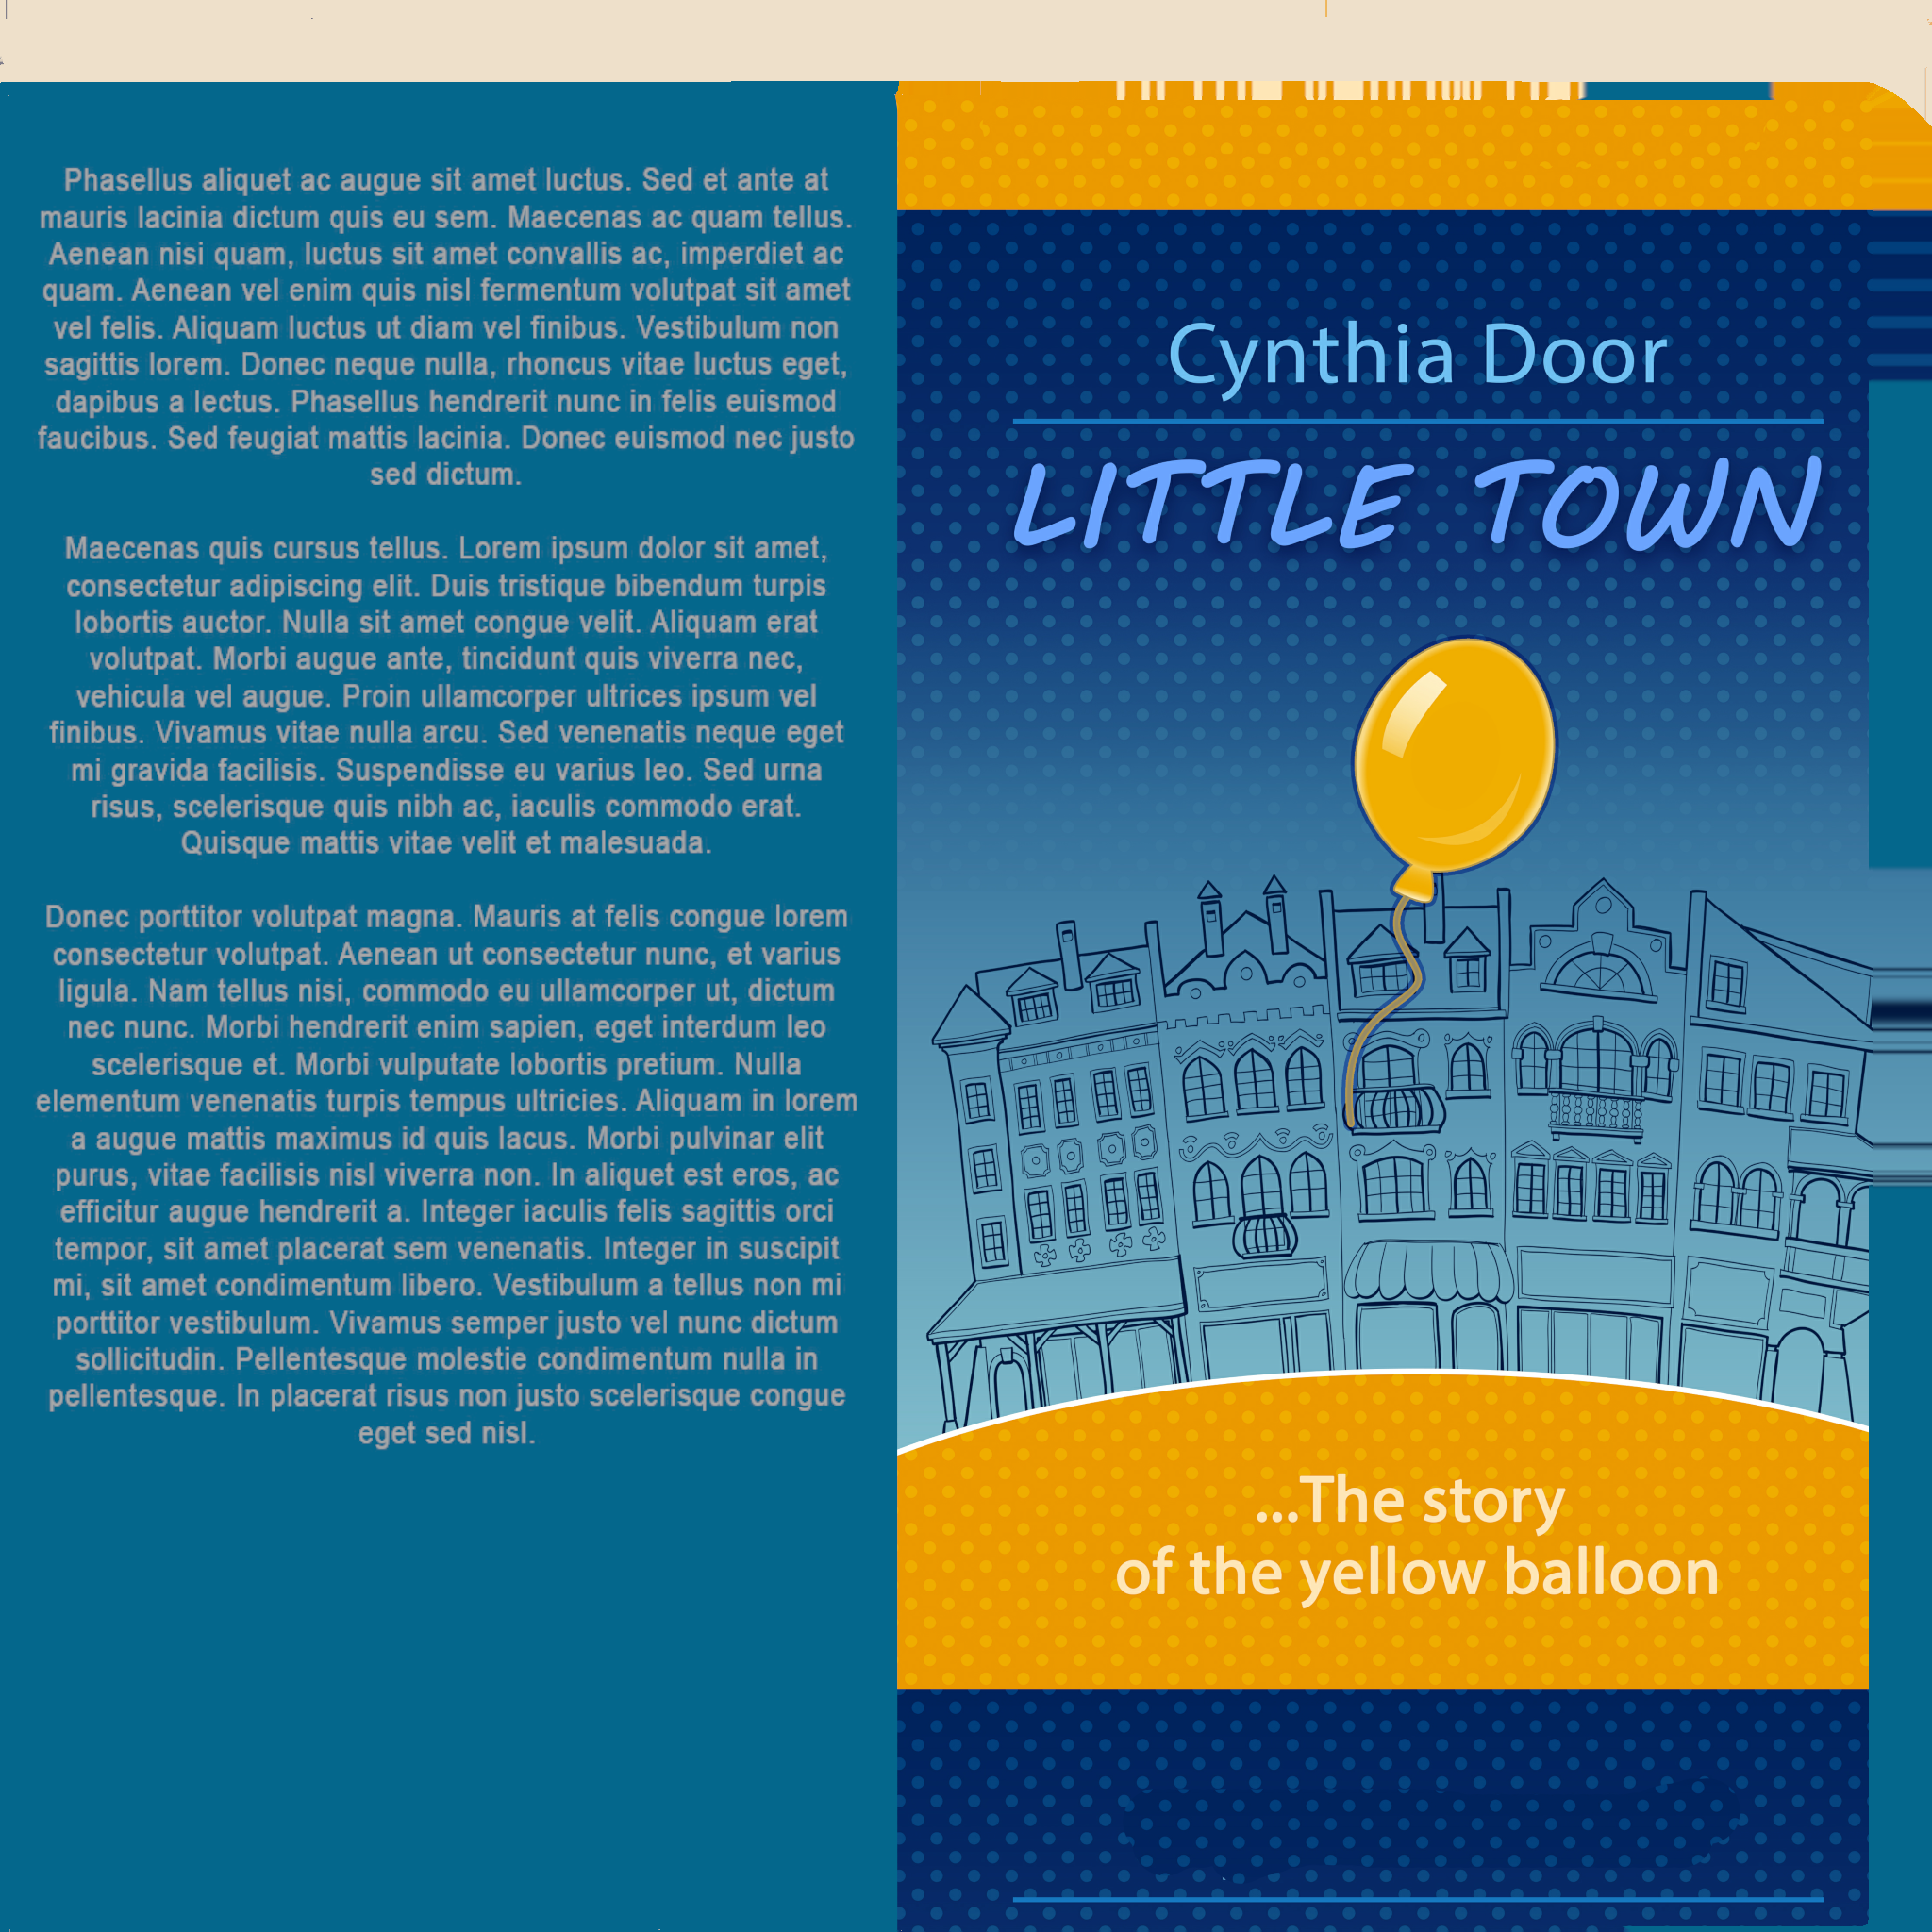 Phasellus aliquet ac augue sit amet luctus. Sed et ante at
mauris lacinia dictum quis eu sem. Maecenas ac quam tellus.
Aenean nisi quam, luctus sit amet convallis ac, imperdiet ac
quam. Aenean vel enim quis nisl fermentum volutpat sit amet
vel felis. Aliquam luctus ut diam vel finibus. Vestibulum non
sagittis lorem. Donec neque nulla, rhoncus vitae luctus eget,
dapibus a lectus. Phasellus hendrerit nunc in felis euismod
faucibus. Sed feugiat mattis lacinia. Donec euismod nec justo
sed dictum.
Maecenas quis cursus tellus. Lorem ipsum dolor sit amet,
consectetur adipiscing elit. Duis tristique bibendum turpis
lobortis auctor. Nulla sit amet congue velit. Aliquam erat
volutpat. Morbi augue ante, tincidunt quis viverra nec,
vehicula vel augue. Proin ullamcorper ultrices ipsum vel
finibus. Vivamus vitae nulla arcu. Sed venenatis neque eget
mi gravida facilisis. Suspendisse eu varius leo. Sed urna
risus, scelerisque quis nibh ac, iaculis commodo erat.
Quisque mattis vitae velit et malesuada.
Donec porttitor volutpat magna. Mauris at felis congue lorem
consectetur volutpat. Aenean ut consectetur nunc, et varius
ligula. Nam tellus nisi, commodo eu ullamcorper ut, dictum
nec nunc. Morbi hendrerit enim sapien, eget interdum leo
scelerisque et. Morbi vulputate lobortis pretium. Nulla
elementum venenatis turpis tempus ultricies. Aliquam in lorem
a augue mattis maximus id quis lacus. Morbi pulvinar elit
purus, vitae facilisis nisl viverra non. In aliquet est eros, ac
efficitur augue hendrerit a. Integer iaculis felis sagittis orci
tempor, sit amet placerat sem venenatis. Integer in suscipit
mi, sit amet condimentum libero. Vestibulum a tellus non mi
porttitor vestibulum. Vivamus semper justo vel nunc dictum
sollicitudin. Pellentesque molestie condimentum nulla in
pellentesque. In placerat risus non justo scelerisque congue
eget sed nisl.
Cynthia Door
LITTLE TOWN
...The story
of the yellow balloon